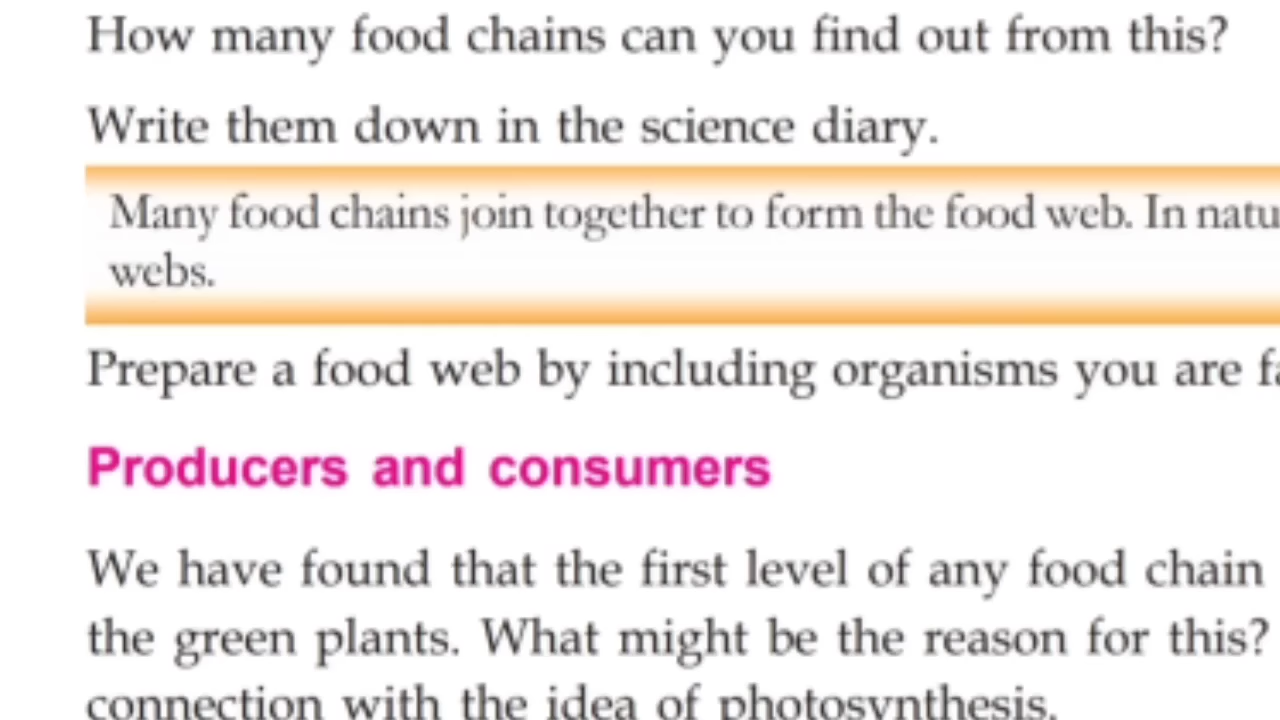 How many food chains can you find out from this?
Write them down in the science diary.
Many food chains join together to form the food web. In natu
webs.
Prepare a food web by including organisms you are fa
Producers and consumers
We have found that the first level of any food chain
the green plants. What might be the reason for this?
connection with the idea of photosynthesis.